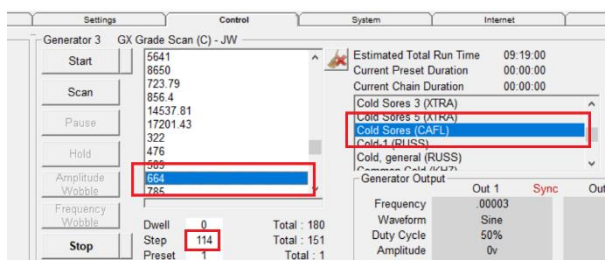 Settings Control System Internet
Generator 3 GX Grade Scan (C) - JW
Start
Scan
Pause
Hold
Amplitude
Wobble
Frequency
Wobble
Stop
5641
8650
723.79
856.4
14537.81
17201.43
322
476
589
664
785
Dwell 0 Total : 180
Step 114 Total : 151
Preset 1 Total : 1
Estimated Total Run Time 09:19:00
Current Preset Duration 00:00:00
Current Chain Duration 00:00:00
Cold Sores 3 (XTRA)
Cold Sores 5 (XTRA)
Cold Sores (CAFL)
Cold-1 (RUSS)
Cold, general (RUSS)
Common Cold (KHZ)
Generator Output
Out 1 Sync Out
Frequency .00003
Waveform Sine
Duty Cycle 50%
Amplitude 0v